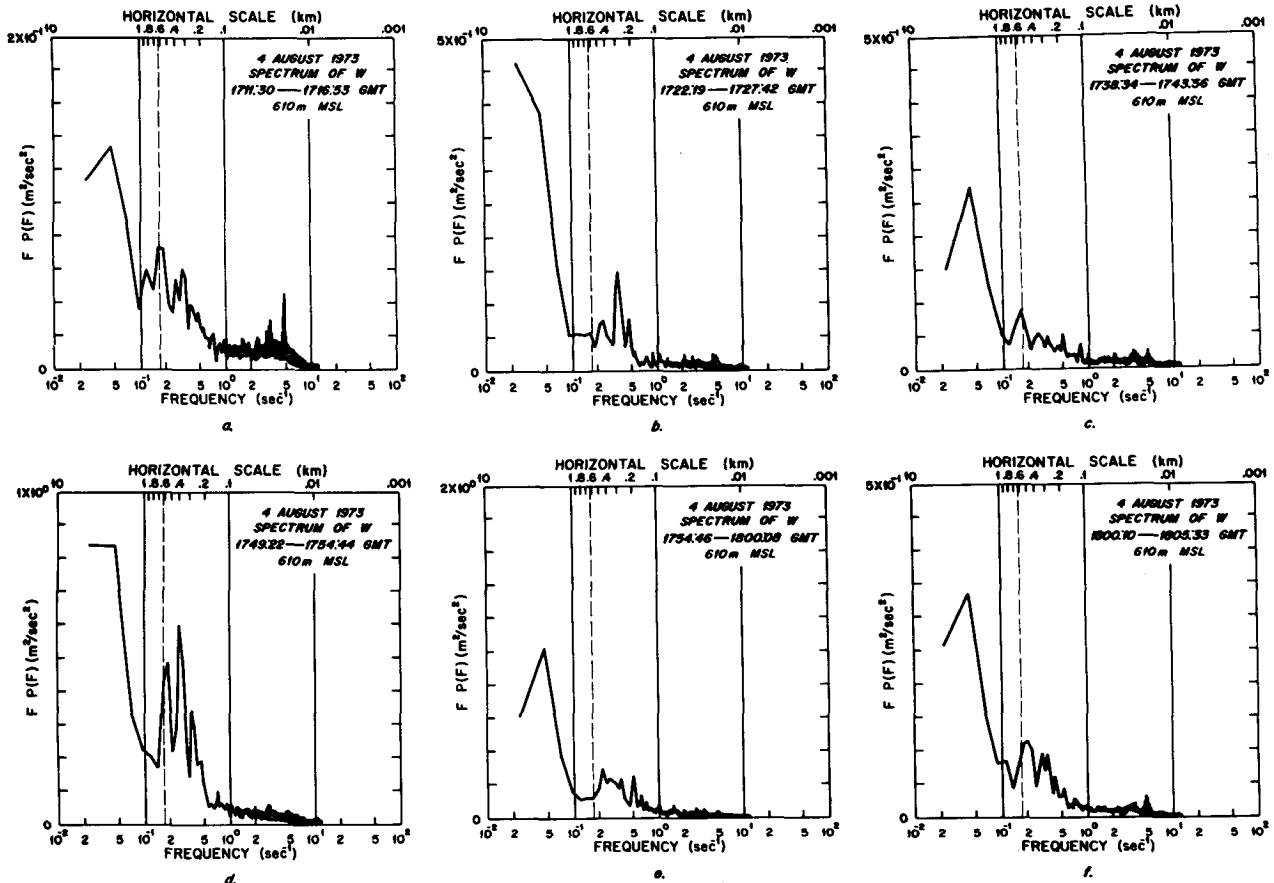 HORIZONTAL SCALE (km)
10 1 .8 .6 .4 .2 .1 .01 .001
2X10⁻¹
4 AUGUST 1973
SPECTRUM OF W
1711:30 — 1716:53 GMT
610 m MSL
F P(F) (m²/sec²)
0
10⁻² 2 5 10⁻¹ 2 5 10⁰ 2 5 10¹ 2 5 10²
FREQUENCY (sec⁻¹)
a.
HORIZONTAL SCALE (km)
10 1 .8 .6 .4 .2 .1 .01 .001
5X10⁻¹
4 AUGUST 1973
SPECTRUM OF W
1722:19 — 1727:42 GMT
610 m MSL
F P(F) (m²/sec²)
0
10⁻² 2 5 10⁻¹ 2 5 10⁰ 2 5 10¹ 2 5 10²
FREQUENCY (sec⁻¹)
b.
HORIZONTAL SCALE (km)
10 1 .8 .6 .4 .2 .1 .01 .001
5X10⁻¹
4 AUGUST 1973
SPECTRUM OF W
1738:34 — 1743:56 GMT
610 m MSL
F P(F) (m²/sec²)
0
10⁻² 2 5 10⁻¹ 2 5 10⁰ 2 5 10¹ 2 5 10²
FREQUENCY (sec⁻¹)
c.
HORIZONTAL SCALE (km)
10 1 .8 .6 .4 .2 .1 .01 .001
1X10⁰
4 AUGUST 1973
SPECTRUM OF W
1749:22 — 1754:44 GMT
610 m MSL
F P(F) (m²/sec²)
0
10⁻² 2 5 10⁻¹ 2 5 10⁰ 2 5 10¹ 2 5 10²
FREQUENCY (sec⁻¹)
d.
HORIZONTAL SCALE (km)
10 1 .8 .6 .4 .2 .1 .01 .001
2X10⁰
4 AUGUST 1973
SPECTRUM OF W
1754:46 — 1800:08 GMT
610 m MSL
F P(F) (m²/sec²)
0
10⁻² 2 5 10⁻¹ 2 5 10⁰ 2 5 10¹ 2 5 10²
FREQUENCY (sec⁻¹)
e.
HORIZONTAL SCALE (km)
10 1 .8 .6 .4 .2 .1 .01 .001
5X10⁻¹
4 AUGUST 1973
SPECTRUM OF W
1800:10 — 1805:33 GMT
610 m MSL
F P(F) (m²/sec²)
0
10⁻² 2 5 10⁻¹ 2 5 10⁰ 2 5 10¹ 2 5 10²
FREQUENCY (sec⁻¹)
f.